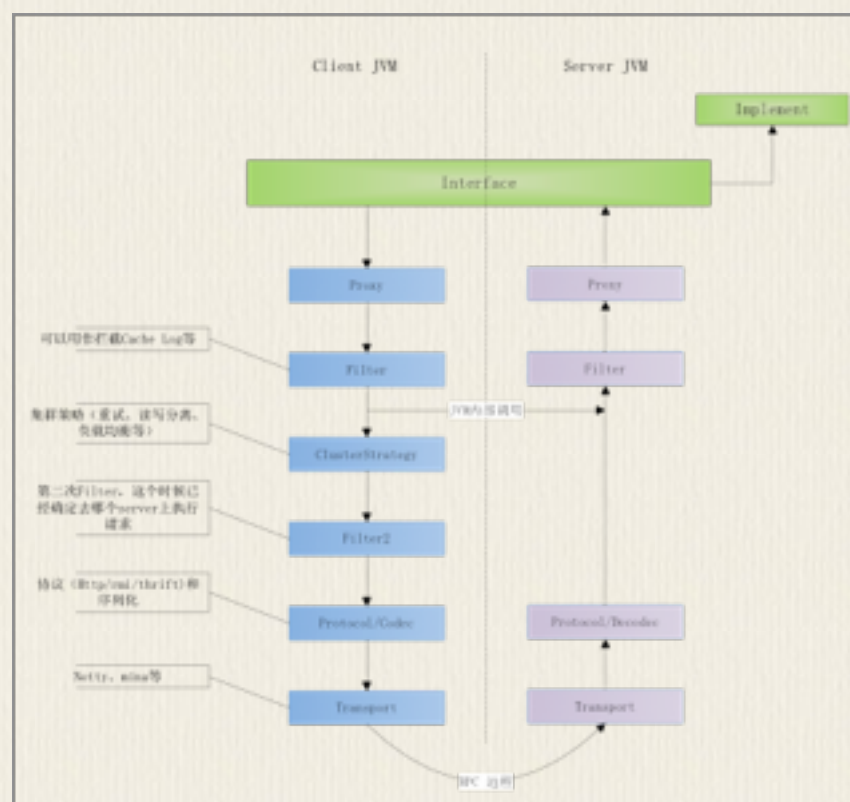 Client JVM
Server JVM
Implement
Interface
Proxy
Proxy
可以用作拦截Cache Log等
Filter
Filter
JVM内部调用
集群策略（重试，读写分离，
负载均衡等）
ClusterStrategy
第二次Filter，这个时候已
经确定去哪个server上执行
请求
Filter2
协议（Http/rmi/thrift)和
序列化
Protocol/Codec
Protocol/Decodec
Netty，mina等
Transport
Transport
RPC 远程